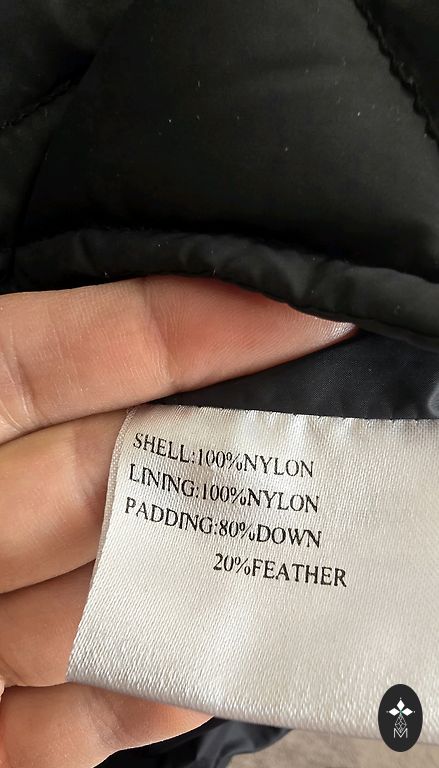 SHELL:100%NYLON
LINING:100%NYLON
PADDING:80%DOWN
20%FEATHER
M